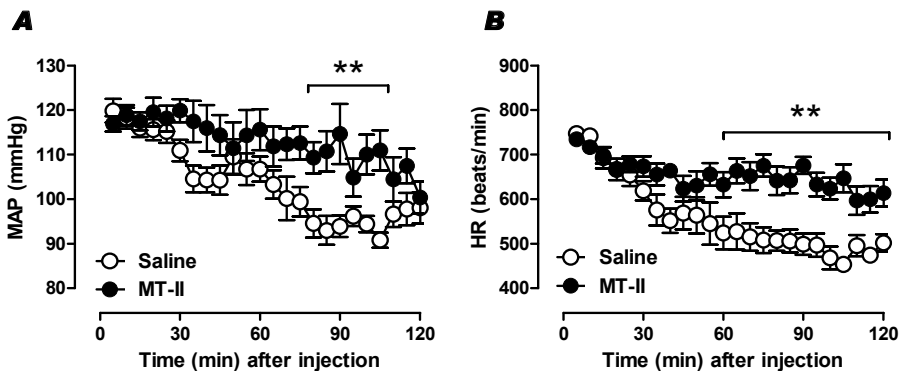 A
B
**
MAP (mmHg)
130
120
110
100
90
80
Saline
MT-II
0
30
60
90
120
Time (min) after injection
**
HR (beats/min)
900
800
700
600
500
400
Saline
MT-II
0
30
60
90
120
Time (min) after injection